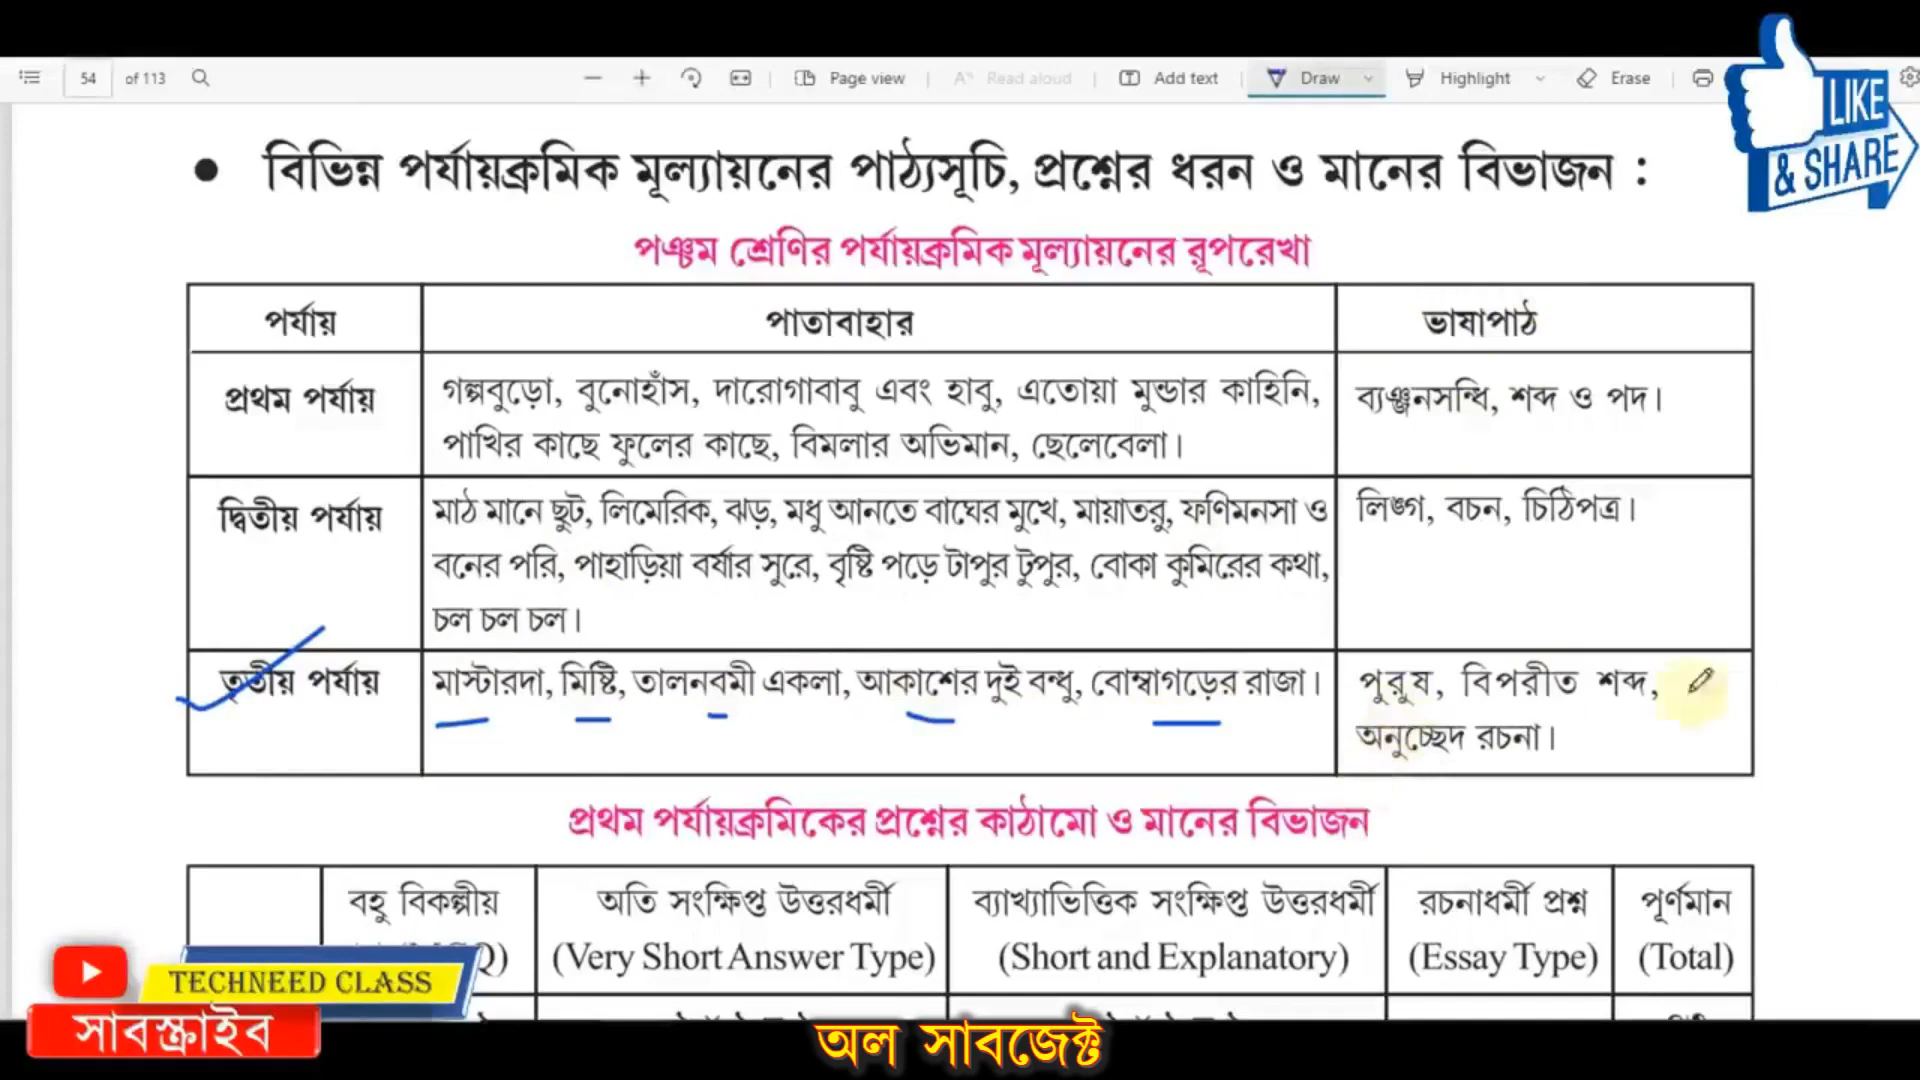 54 of 113 Page view Read aloud Add text Draw Highlight Erase
LIKE
& SHARE
● বিভিন্ন পর্যায়ক্রমিক মূল্যায়নের পাঠ্যসূচি, প্রশ্নের ধরন ও মানের বিভাজন :
পঞ্চম শ্রেণির পর্যায়ক্রমিক মূল্যায়নের রূপরেখা
পর্যায় পাতাবাহার ভাষাপাঠ
প্রথম পর্যায় গল্পবুড়ো, বুনোহাঁস, দারোগাবাবু এবং হাবু, এতোয়া মুন্ডার কাহিনি, ব্যঞ্জনসন্ধি, শব্দ ও পদ।
পাখির কাছে ফুলের কাছে, বিমলার অভিমান, ছেলেবেলা।
দ্বিতীয় পর্যায় মাঠ মানে ছুট, লিমেরিক, ঝড়, মধু আনতে বাঘের মুখে, মায়াতরু, ফণিমনসা ও লিঙ্গ, বচন, চিঠিপত্র।
বনের পরি, পাহাড়িয়া বর্ষার সুরে, বৃষ্টি পড়ে টাপুর টুপুর, বোকা কুমিরের কথা,
চল চল চল।
তৃতীয় পর্যায় মাস্টারদা, মিষ্টি, তালনবমী একলা, আকাশের দুই বন্ধু, বোম্বাগড়ের রাজা। পুরুষ, বিপরীত শব্দ,
অনুচ্ছেদ রচনা।
প্রথম পর্যায়ক্রমিকের প্রশ্নের কাঠামো ও মানের বিভাজন
বহু বিকল্পীয় অতি সংক্ষিপ্ত উত্তরধর্মী ব্যাখ্যাভিত্তিক সংক্ষিপ্ত উত্তরধর্মী রচনাধর্মী প্রশ্ন পূর্ণমান
(Very Short Answer Type) (Short and Explanatory) (Essay Type) (Total)
TECHNEED CLASS
সাবস্ক্রাইব
অল সাবজেক্ট